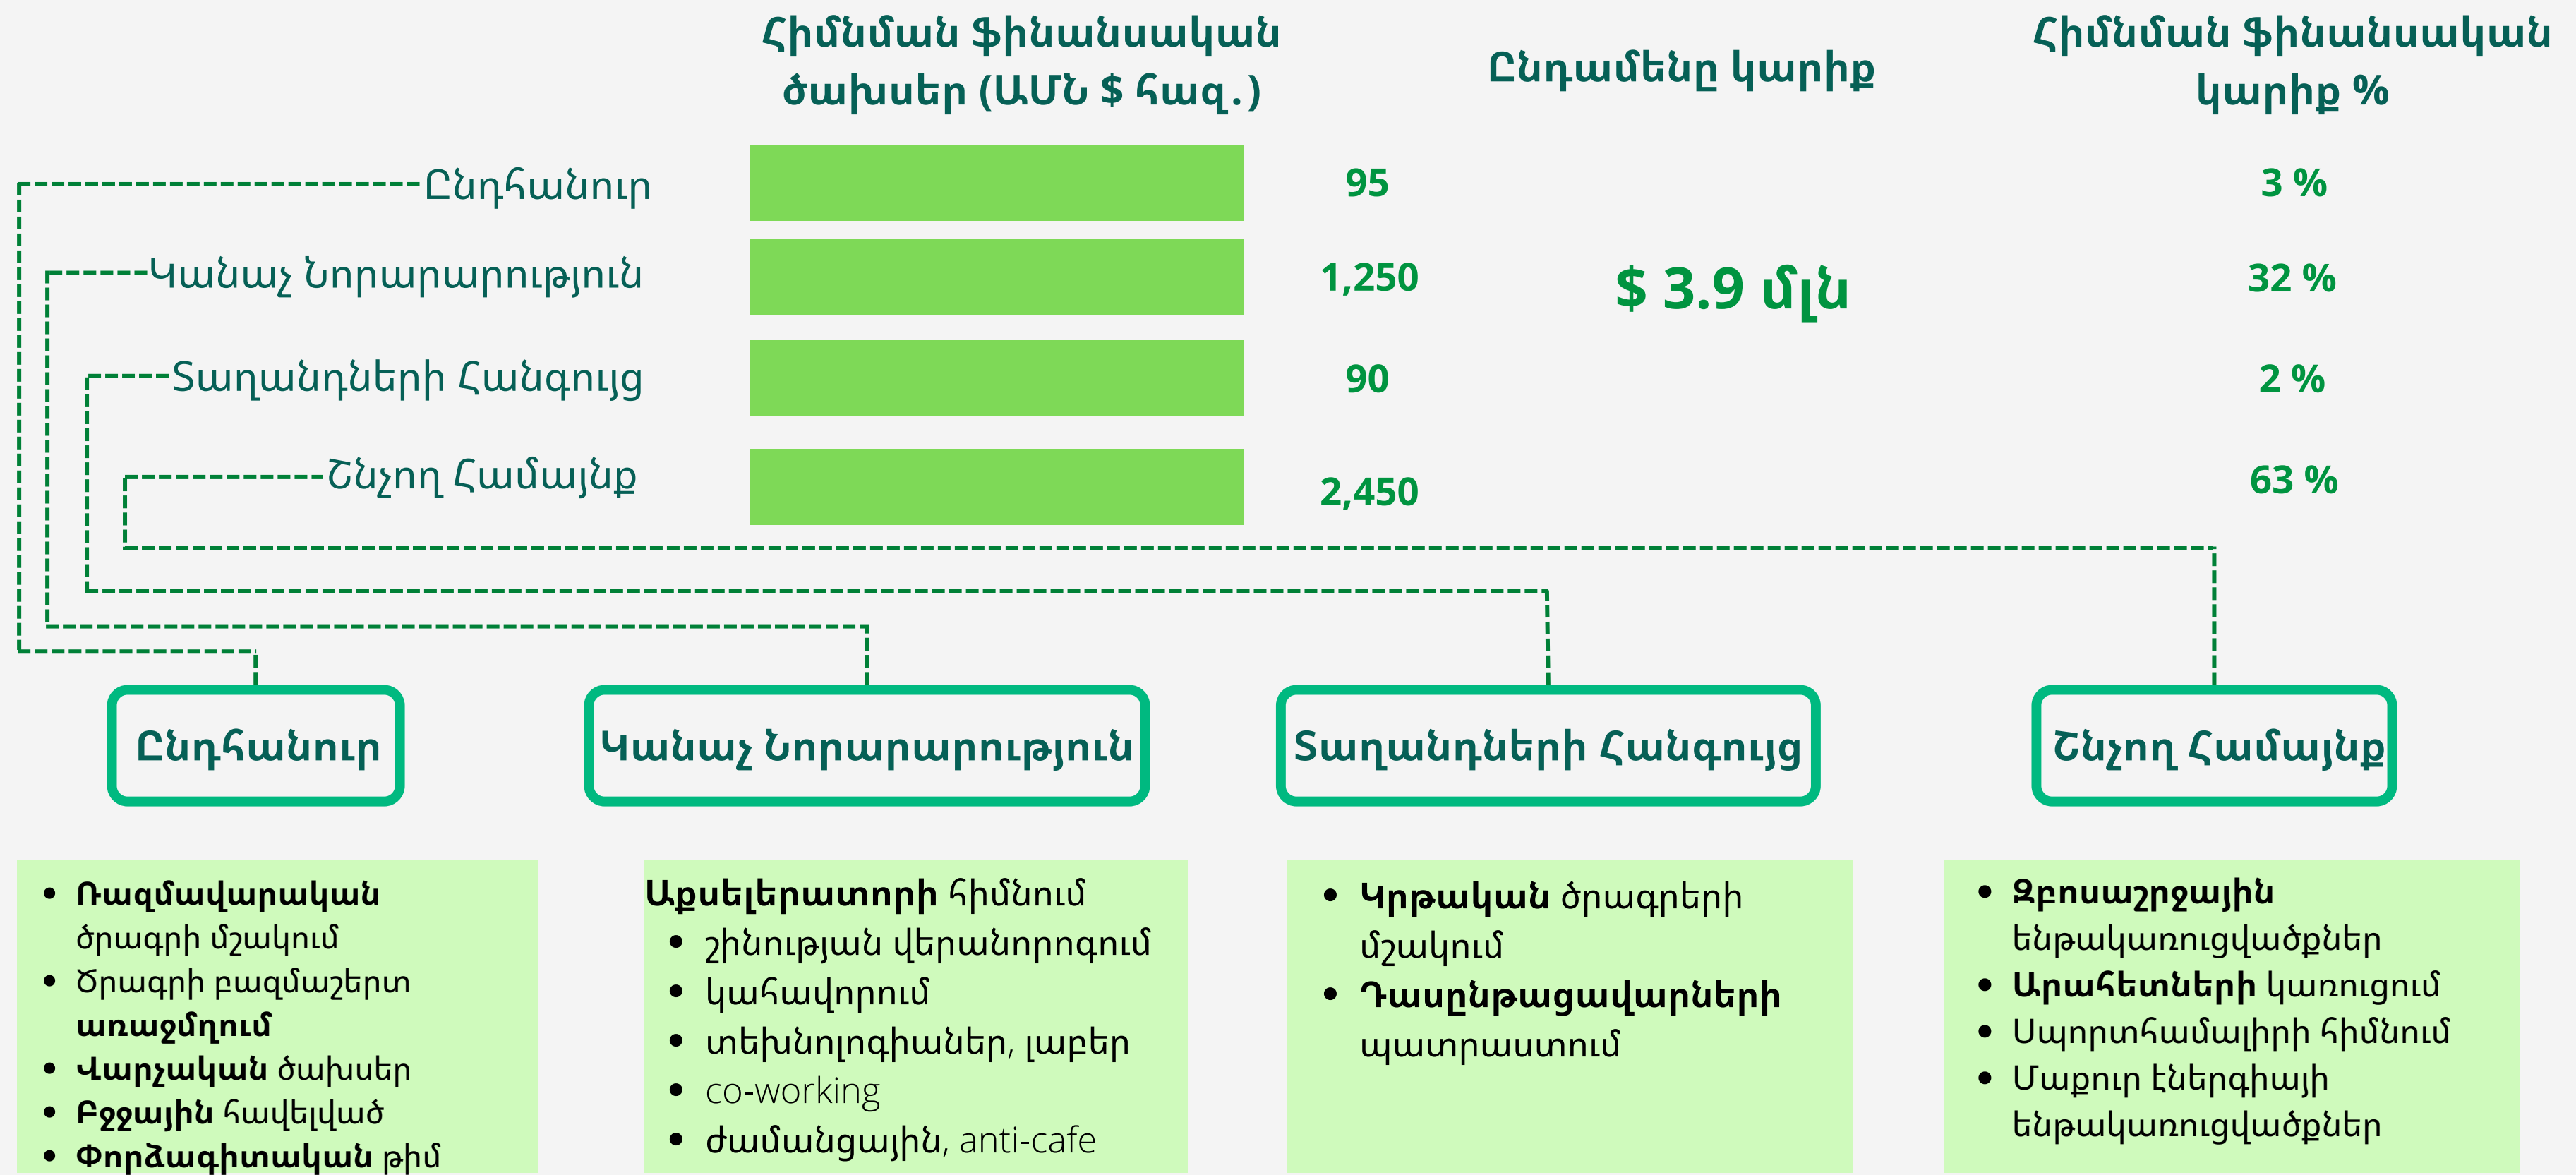 Հիմնման ֆինանսական
ծախսեր (ԱՄՆ $ հազ.)
Ընդամենը կարիք
Հիմնման ֆինանսական
կարիք %
Ընդհանուր
95
3 %
Կանաչ Նորարարություն
1,250
$ 3.9 մլն
32 %
Տաղանդների Հանգույց
90
2 %
Շնչող Համայնք
2,450
63 %
Ընդհանուր
Կանաչ Նորարարություն
Տաղանդների Հանգույց
Շնչող Համայնք
• Ռազմավարական
ծրագրի մշակում
• Ծրագրի բազմաշերտ
առաջմղում
• Վարչական ծախսեր
• Բջջային հավելված
• Փորձագիտական թիմ
Աքսելերատորի հիմնում
• շինության վերանորոգում
• կահավորում
• տեխնոլոգիաներ, լաբեր
• co-working
• ժամանցային, anti-cafe
• Կրթական ծրագրերի
մշակում
• Դասընթացավարների
պատրաստում
• Զբոսաշրջային
ենթակառուցվածքներ
• Արահետների կառուցում
• Սպորտհամալիրի հիմնում
• Մաքուր էներգիայի
ենթակառուցվածքներ